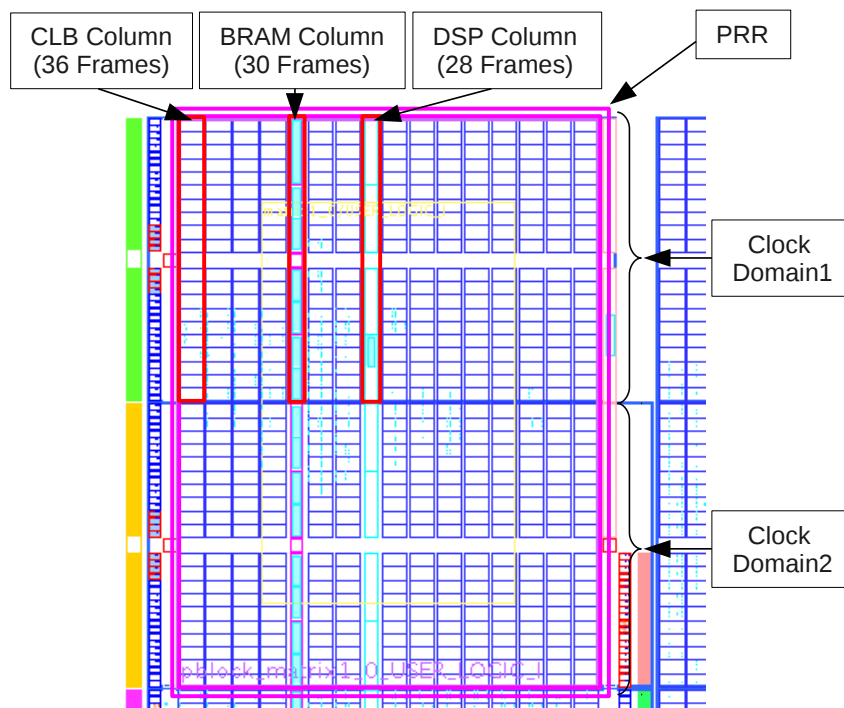 CLB Column
(36 Frames)
BRAM Column
(30 Frames)
DSP Column
(28 Frames)
PRR
Clock
Domain1
Clock
Domain2
pblock_matrix1_0_USER_LOGIC_I